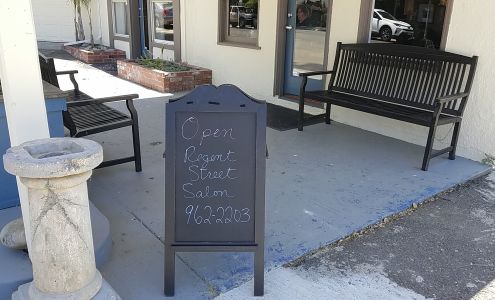 Open
Regent
Street
Salon
962-2203